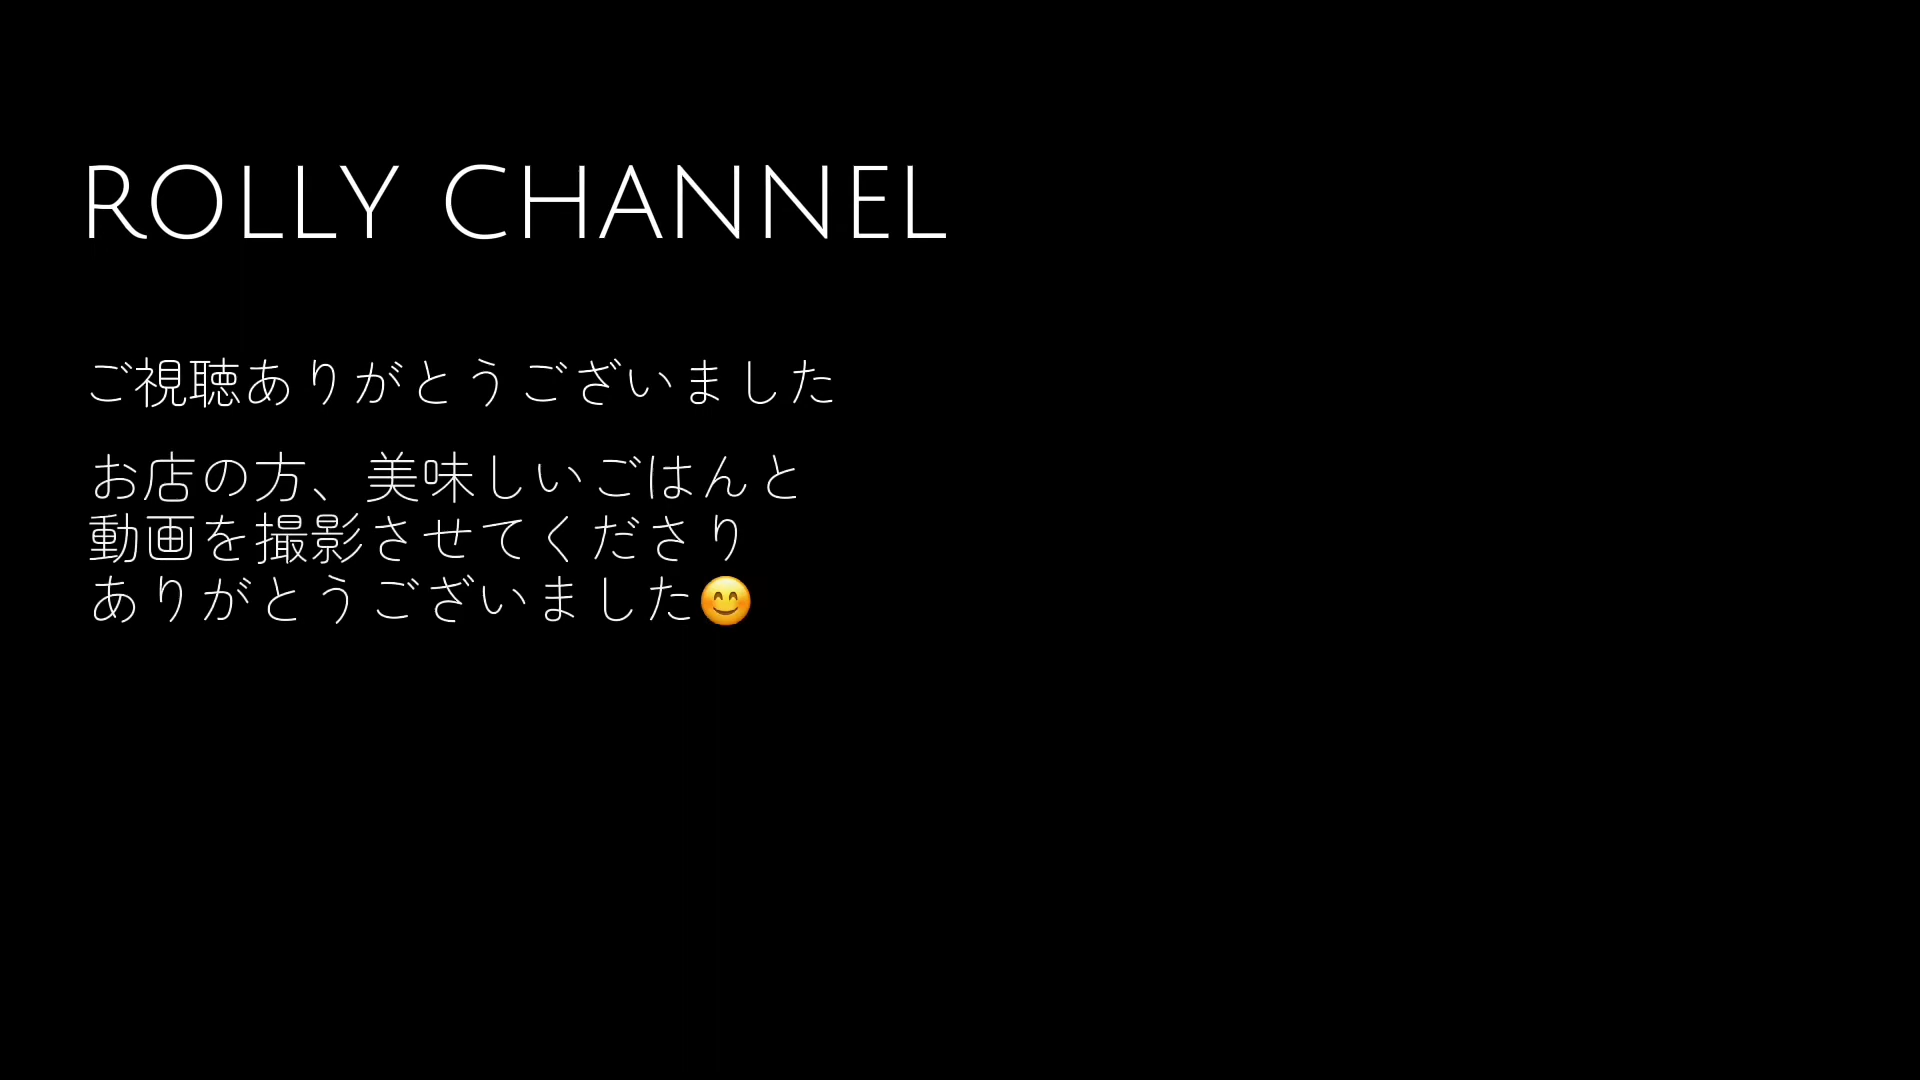 ROLLY CHANNEL
ご視聴ありがとうございました
お店の方、美味しいごはんと
動画を撮影させてくださり
ありがとうございました😊